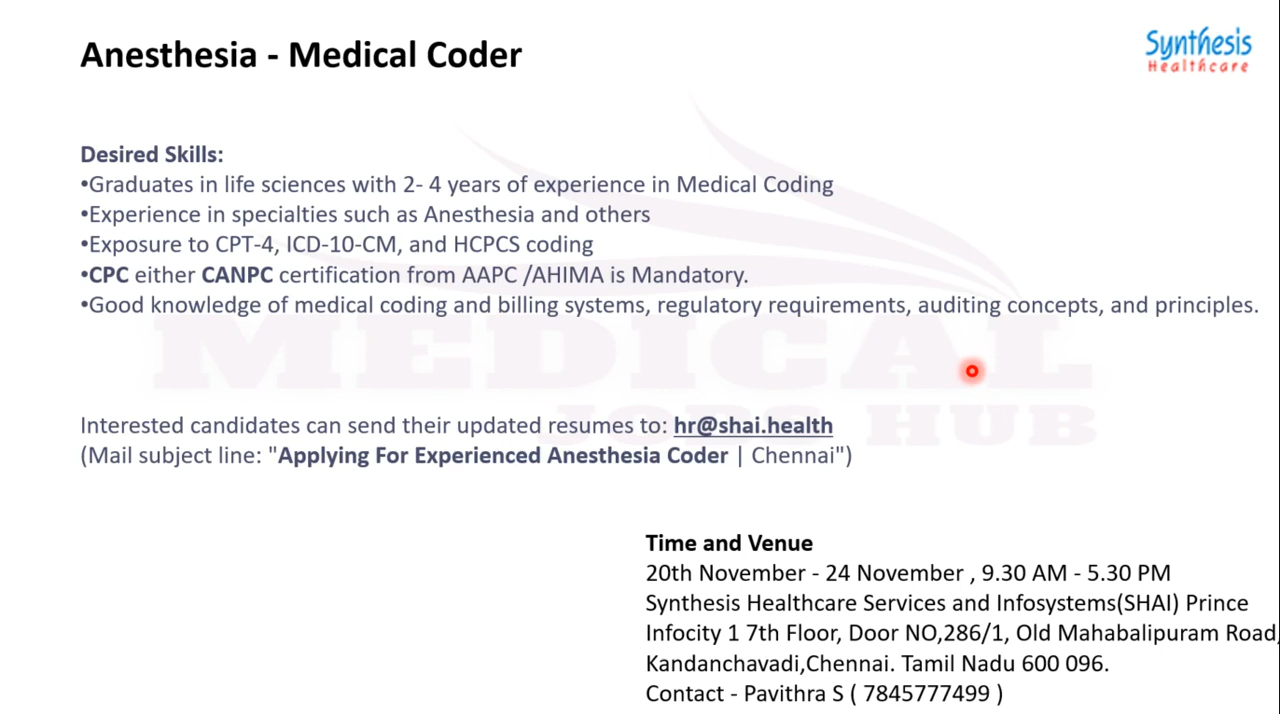 Anesthesia - Medical Coder
Synthesis
Healthcare
Desired Skills:
•Graduates in life sciences with 2- 4 years of experience in Medical Coding
•Experience in specialties such as Anesthesia and others
•Exposure to CPT-4, ICD-10-CM, and HCPCS coding
•CPC either CANPC certification from AAPC /AHIMA is Mandatory.
•Good knowledge of medical coding and billing systems, regulatory requirements, auditing concepts, and principles.
MEDICAL
JOBS HUB
Interested candidates can send their updated resumes to: hr@shai.health
(Mail subject line: "Applying For Experienced Anesthesia Coder | Chennai")
Time and Venue
20th November - 24 November , 9.30 AM - 5.30 PM
Synthesis Healthcare Services and Infosystems(SHAI) Prince
Infocity 1 7th Floor, Door NO,286/1, Old Mahabalipuram Road,
Kandanchavadi,Chennai. Tamil Nadu 600 096.
Contact - Pavithra S ( 7845777499 )